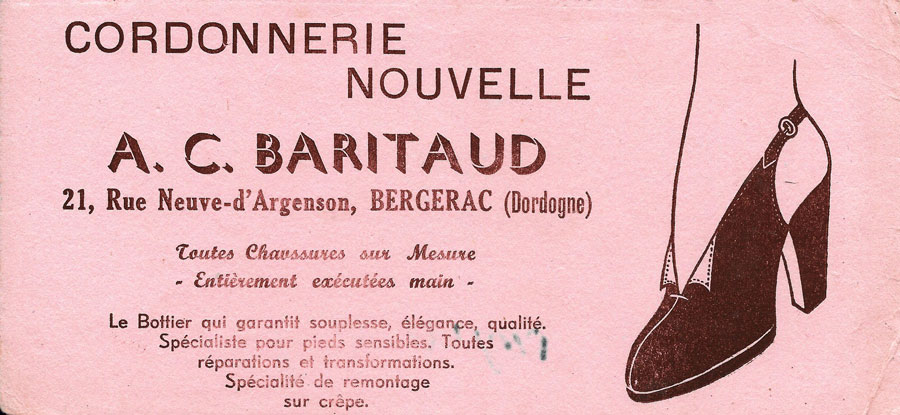 CORDONNERIE
NOUVELLE
A. C. BARITAUD
21, Rue Neuve-d'Argenson, BERGERAC (Dordogne)
Toutes Chaussures sur Mesure
- Entièrement exécutées main -
Le Bottier qui garantit souplesse, élégance, qualité.
Spécialiste pour pieds sensibles. Toutes
réparations et transformations.
Spécialité de remontage
sur crêpe.